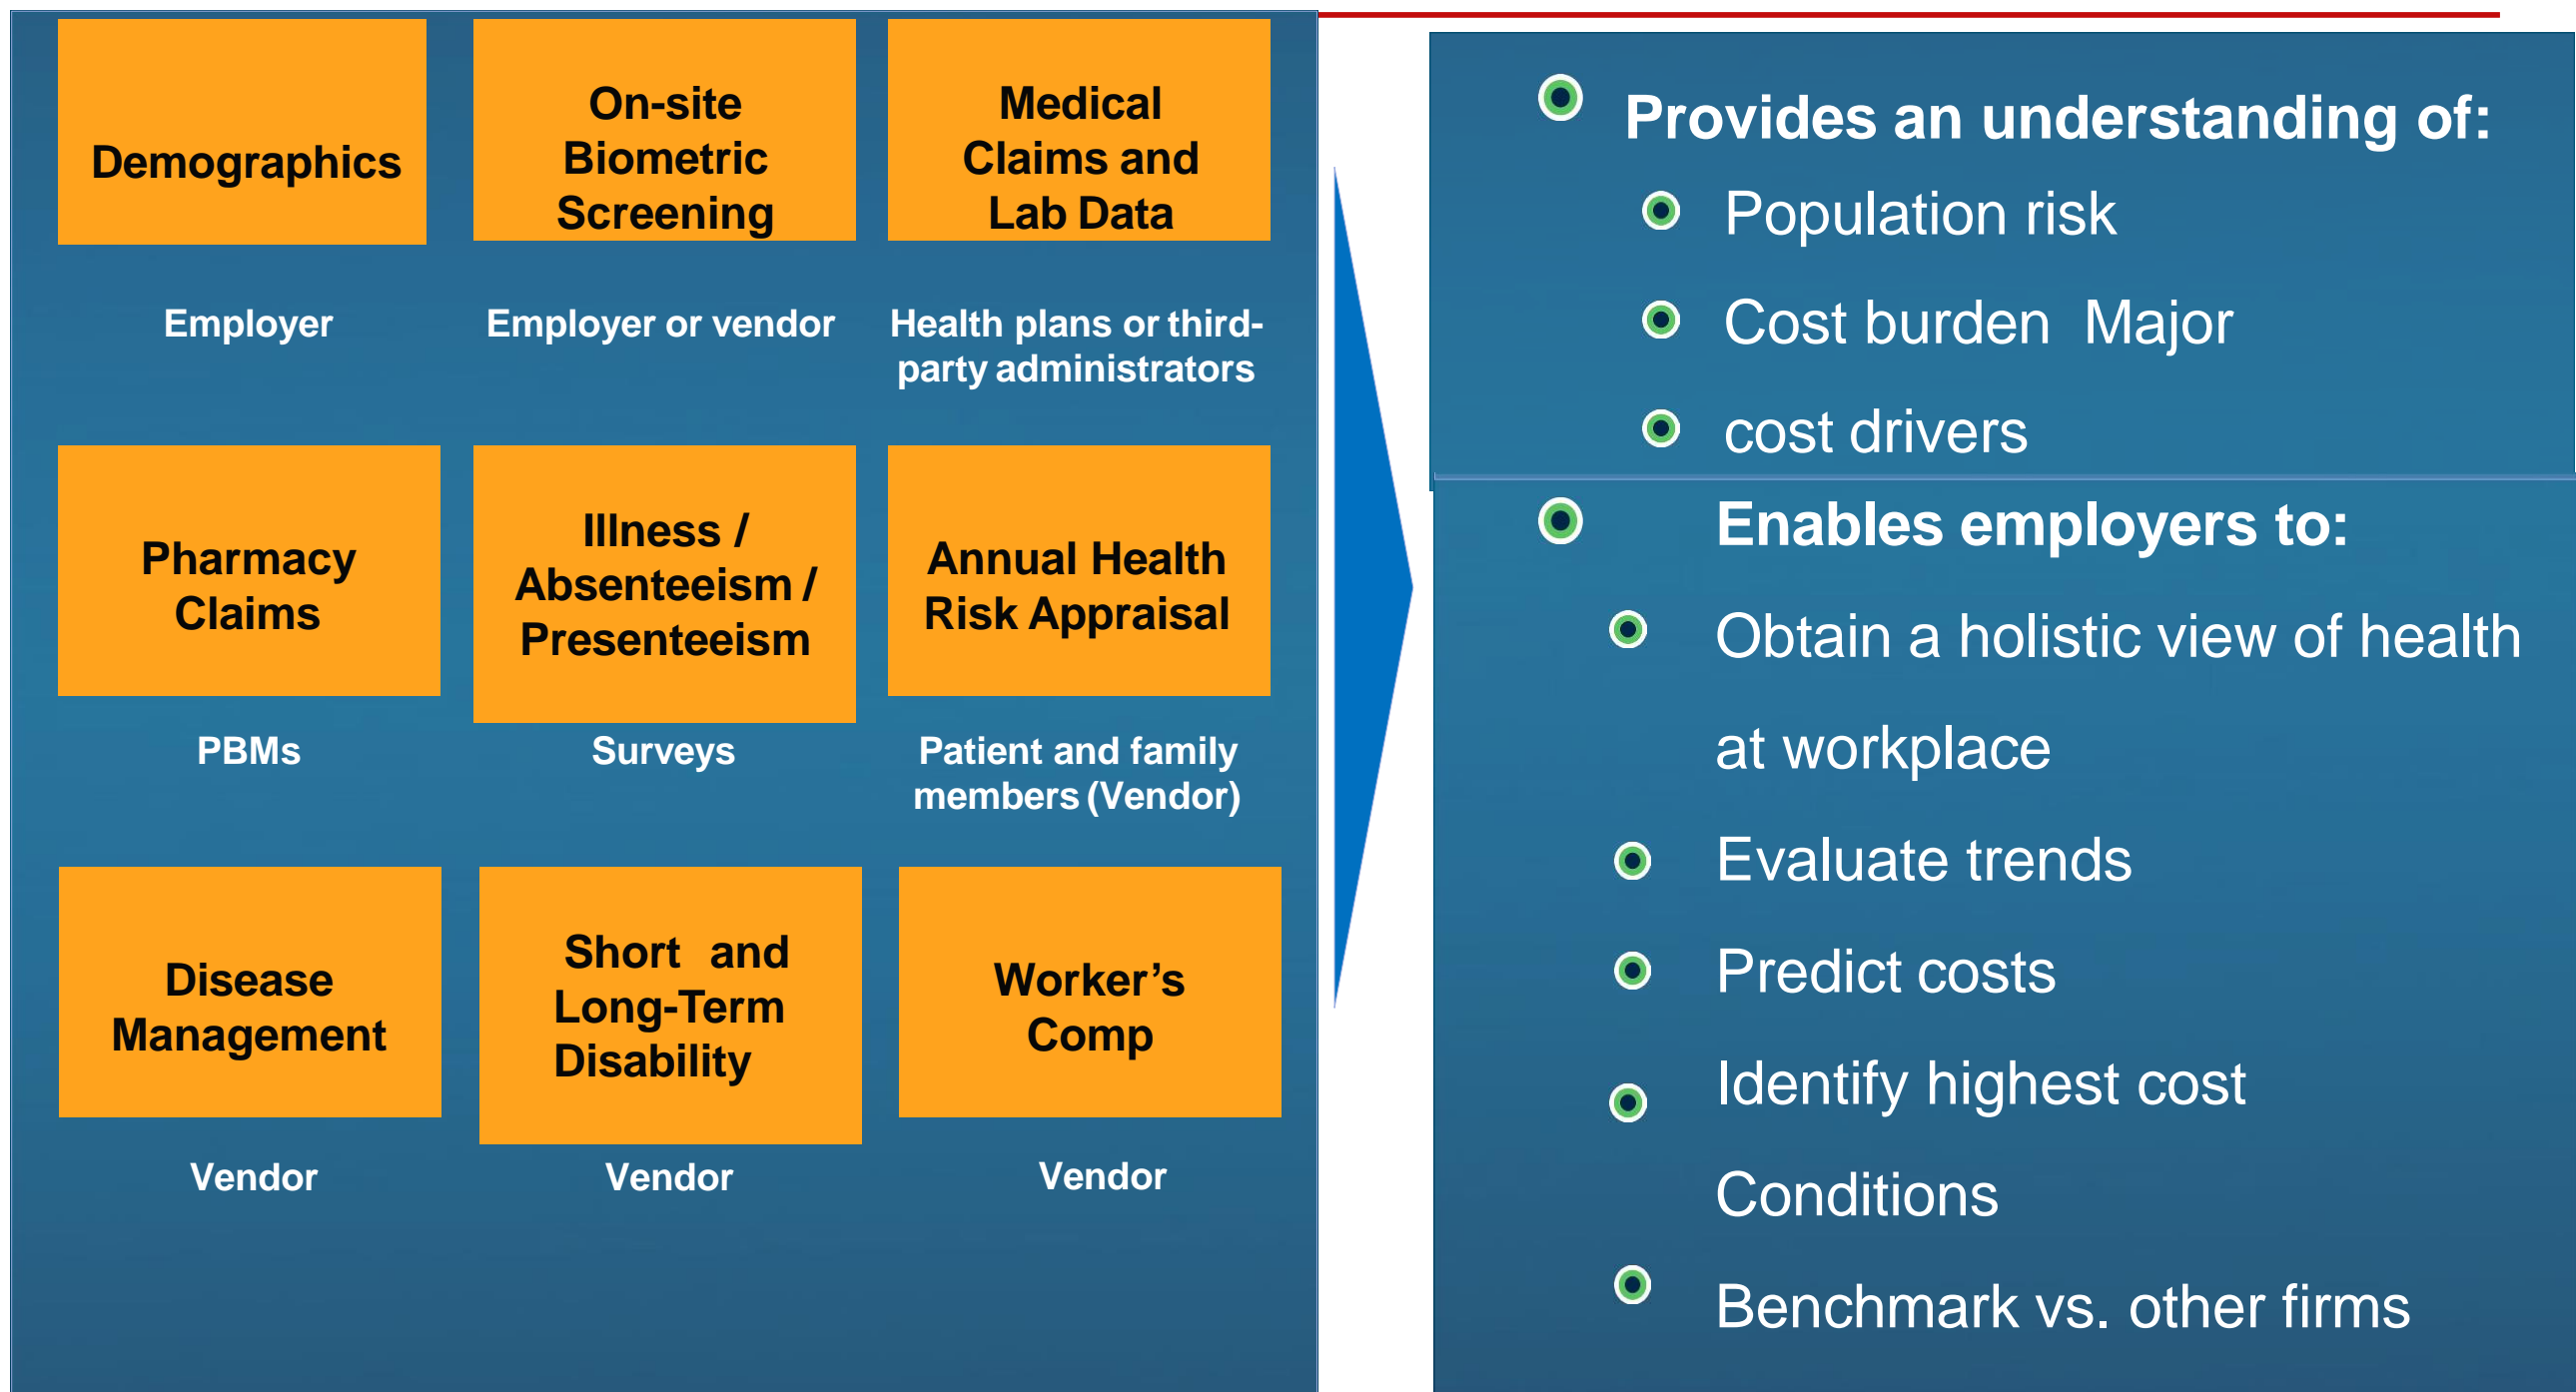 Demographics
On-site
Biometric
Screening
Medical
Claims and
Lab Data
Employer
Employer or vendor
Health plans or third-
party administrators
Pharmacy
Claims
Illness /
Absenteeism /
Presenteeism
Annual Health
Risk Appraisal
PBMs
Surveys
Patient and family
members (Vendor)
Disease
Management
Short and
Long-Term
Disability
Worker’s
Comp
Vendor
Vendor
Vendor
Provides an understanding of:
Population risk
Cost burden Major
cost drivers
Enables employers to:
Obtain a holistic view of health
at workplace
Evaluate trends
Predict costs
Identify highest cost
Conditions
Benchmark vs. other firms